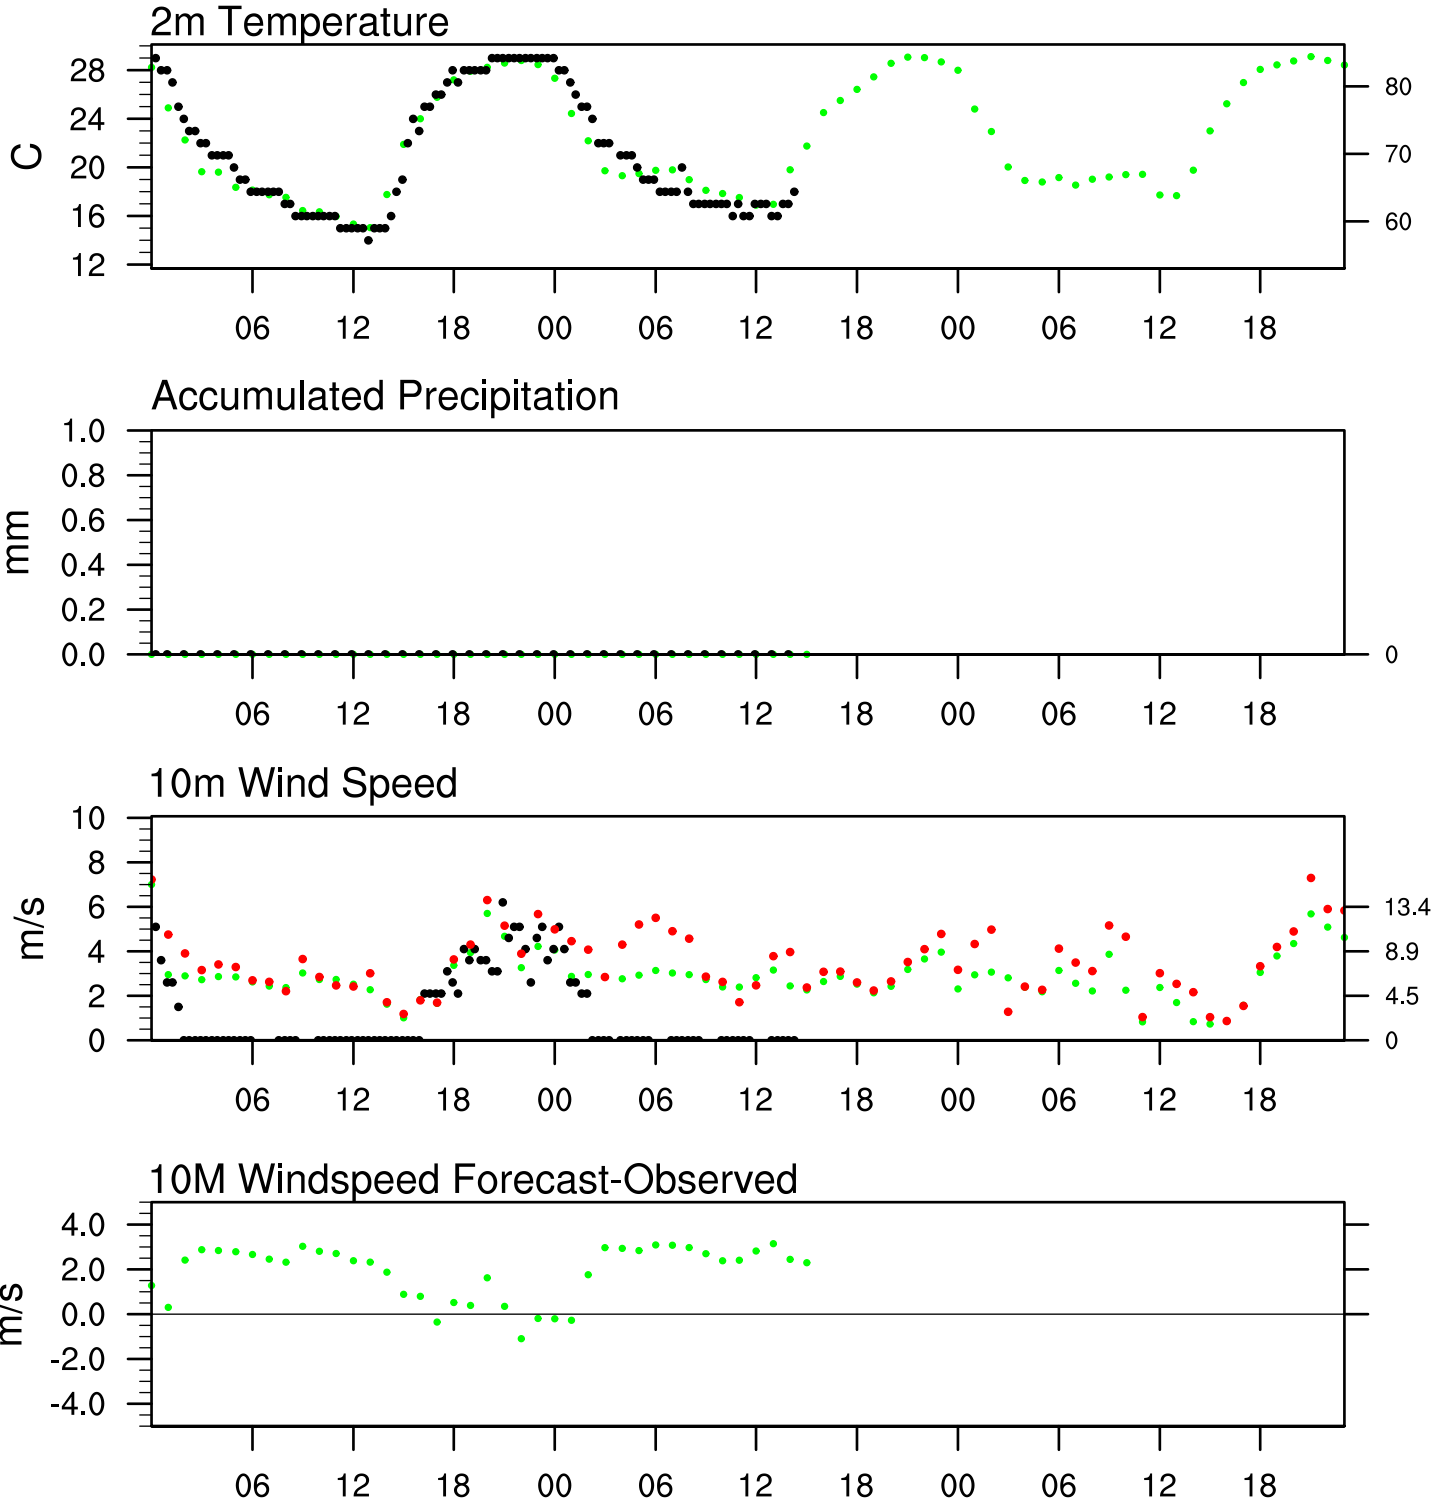 2m Temperature
28
24
20
16
12
C
80
70
60
06 12 18 00 06 12 18 00 06 12 18
Accumulated Precipitation
1.0
0.8
0.6
0.4
0.2
0.0
mm
0
06 12 18 00 06 12 18 00 06 12 18
10m Wind Speed
10
8
6
4
2
0
m/s
13.4
8.9
4.5
0
06 12 18 00 06 12 18 00 06 12 18
10M Windspeed Forecast-Observed
4.0
2.0
0.0
-2.0
-4.0
m/s
06 12 18 00 06 12 18 00 06 12 18